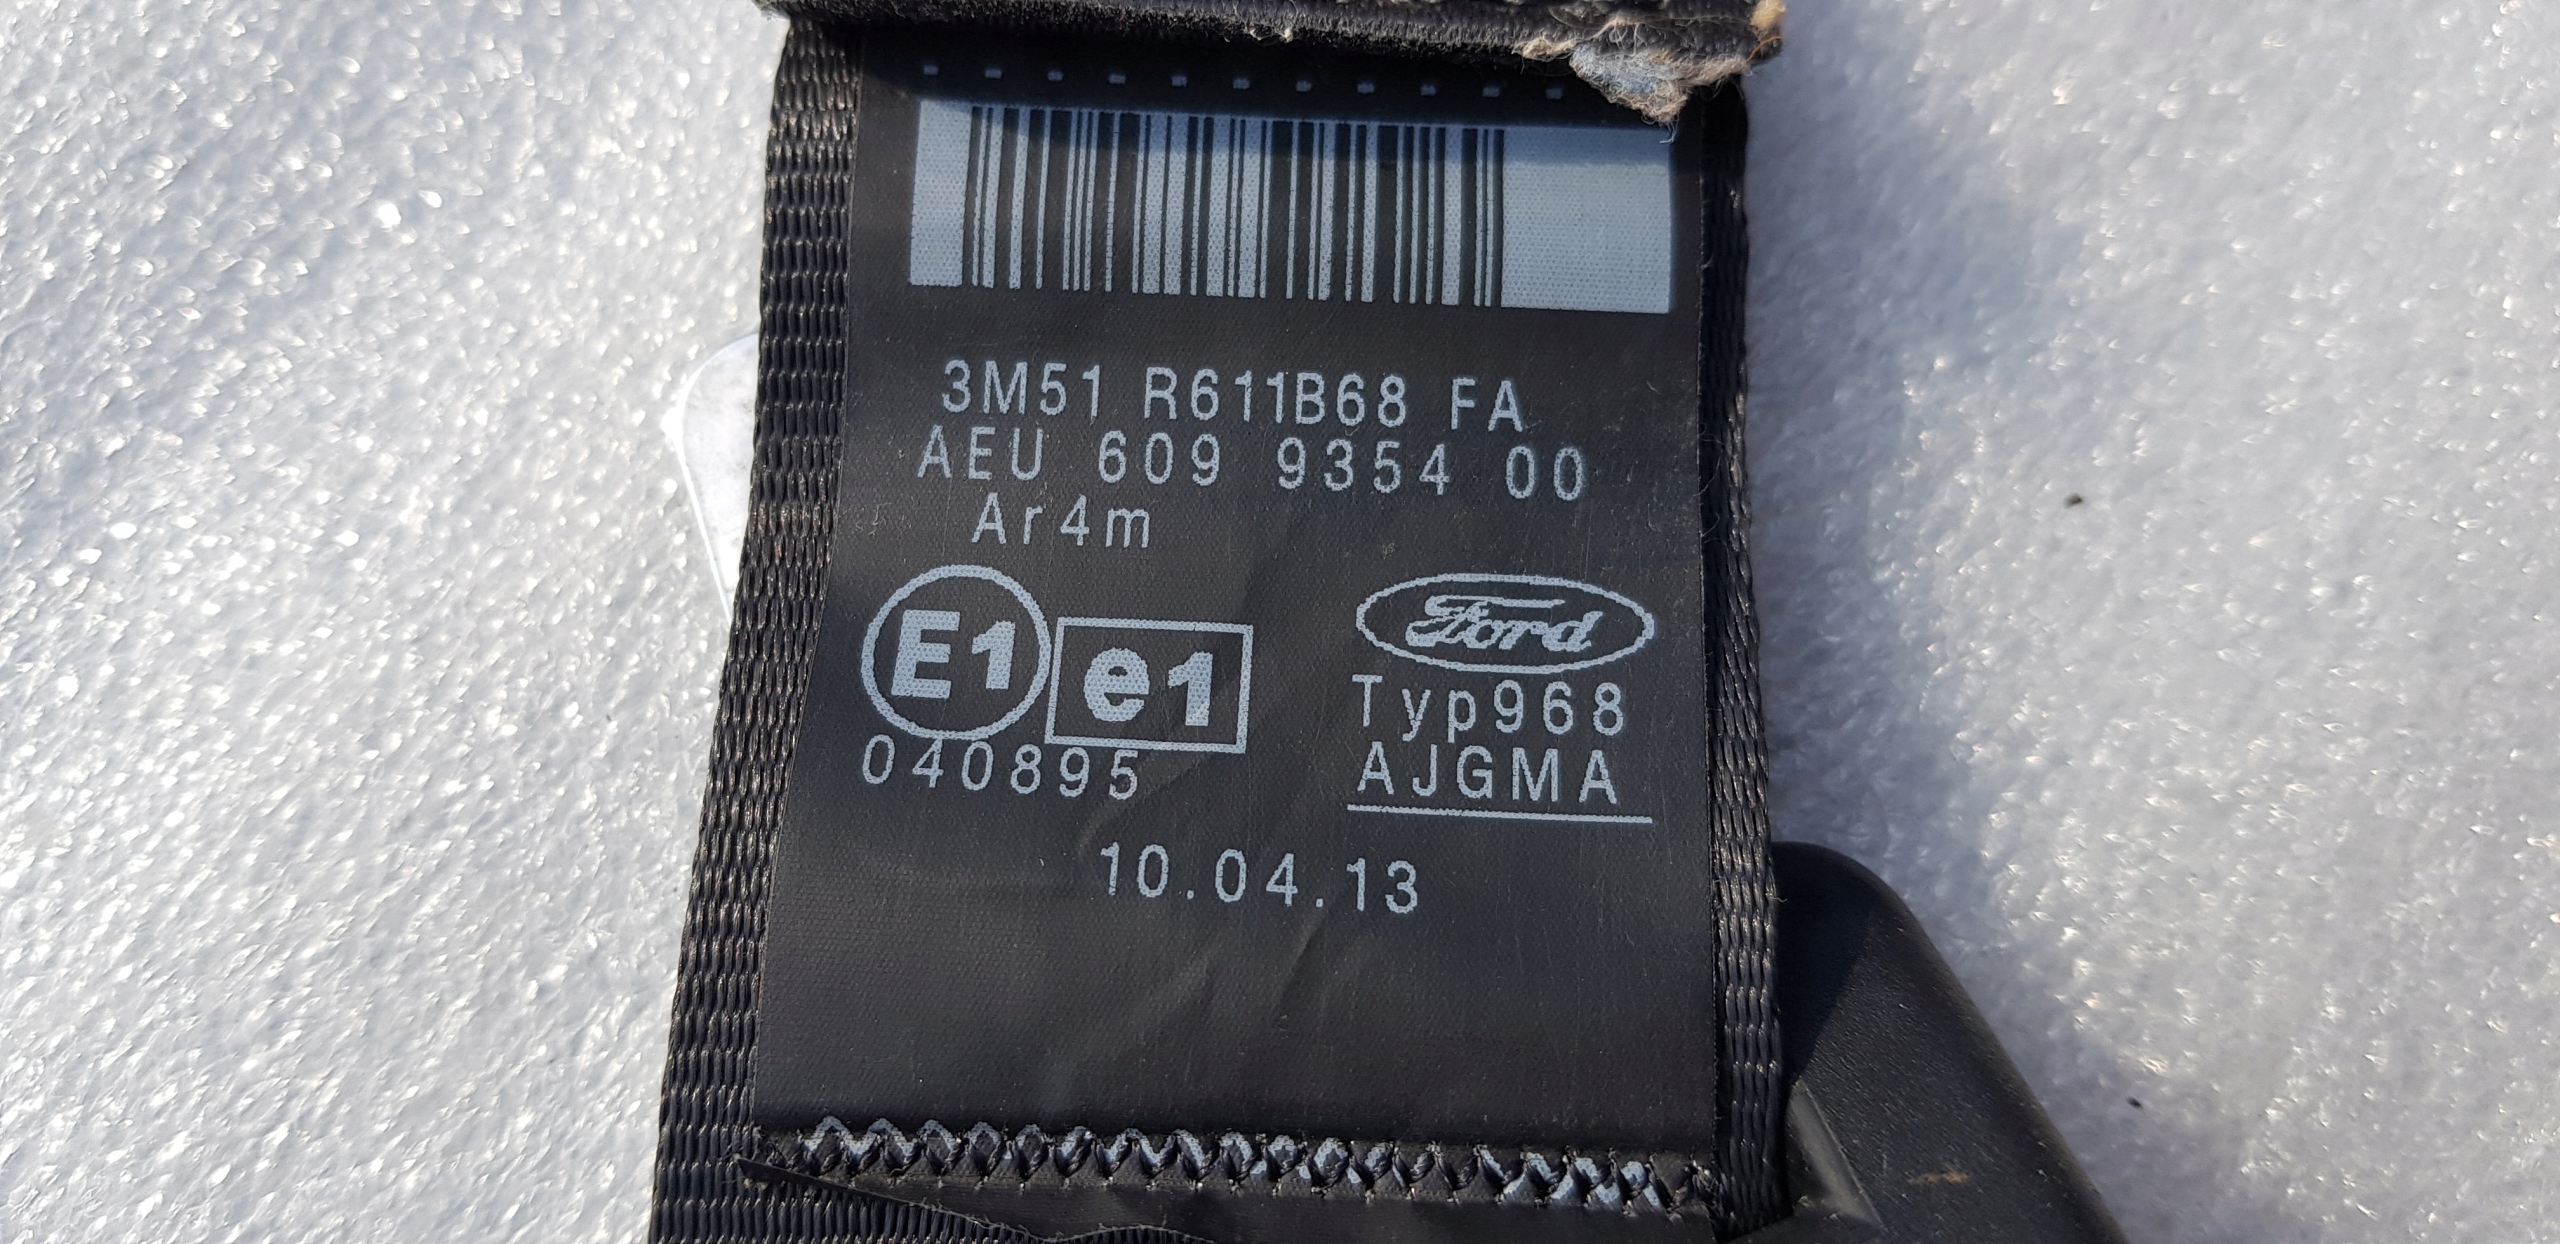 3M51 R611B68 FA
AEU 609 9354 00
Ar4m
E1 e1
Ford
Typ968
040895
AJGMA
10.04.13